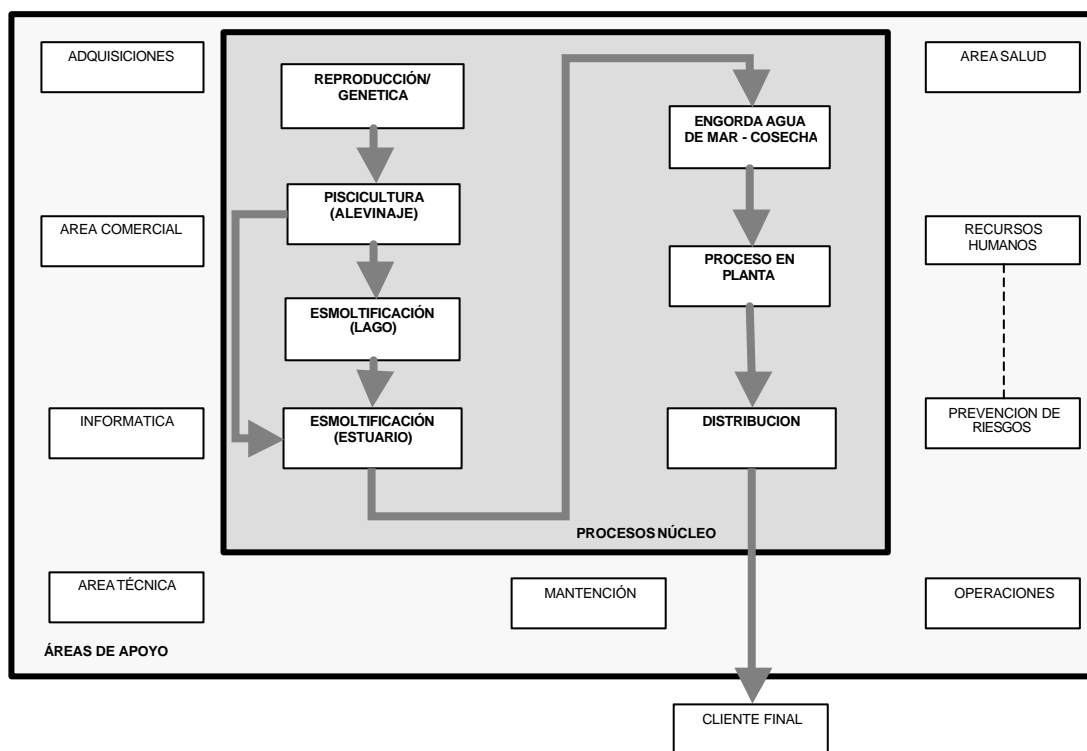 ADQUISICIONES
AREA COMERCIAL
INFORMATICA
AREA TÉCNICA
ÁREAS DE APOYO
REPRODUCCIÓN/
GENETICA
PISCICULTURA
(ALEVINAJE)
ESMOLTIFICACIÓN
(LAGO)
ESMOLTIFICACIÓN
(ESTUARIO)
ENGORDA AGUA
DE MAR - COSECHA
PROCESO EN
PLANTA
DISTRIBUCION
PROCESOS NÚCLEO
MANTENCIÓN
AREA SALUD
RECURSOS
HUMANOS
PREVENCION DE
RIESGOS
OPERACIONES
CLIENTE FINAL